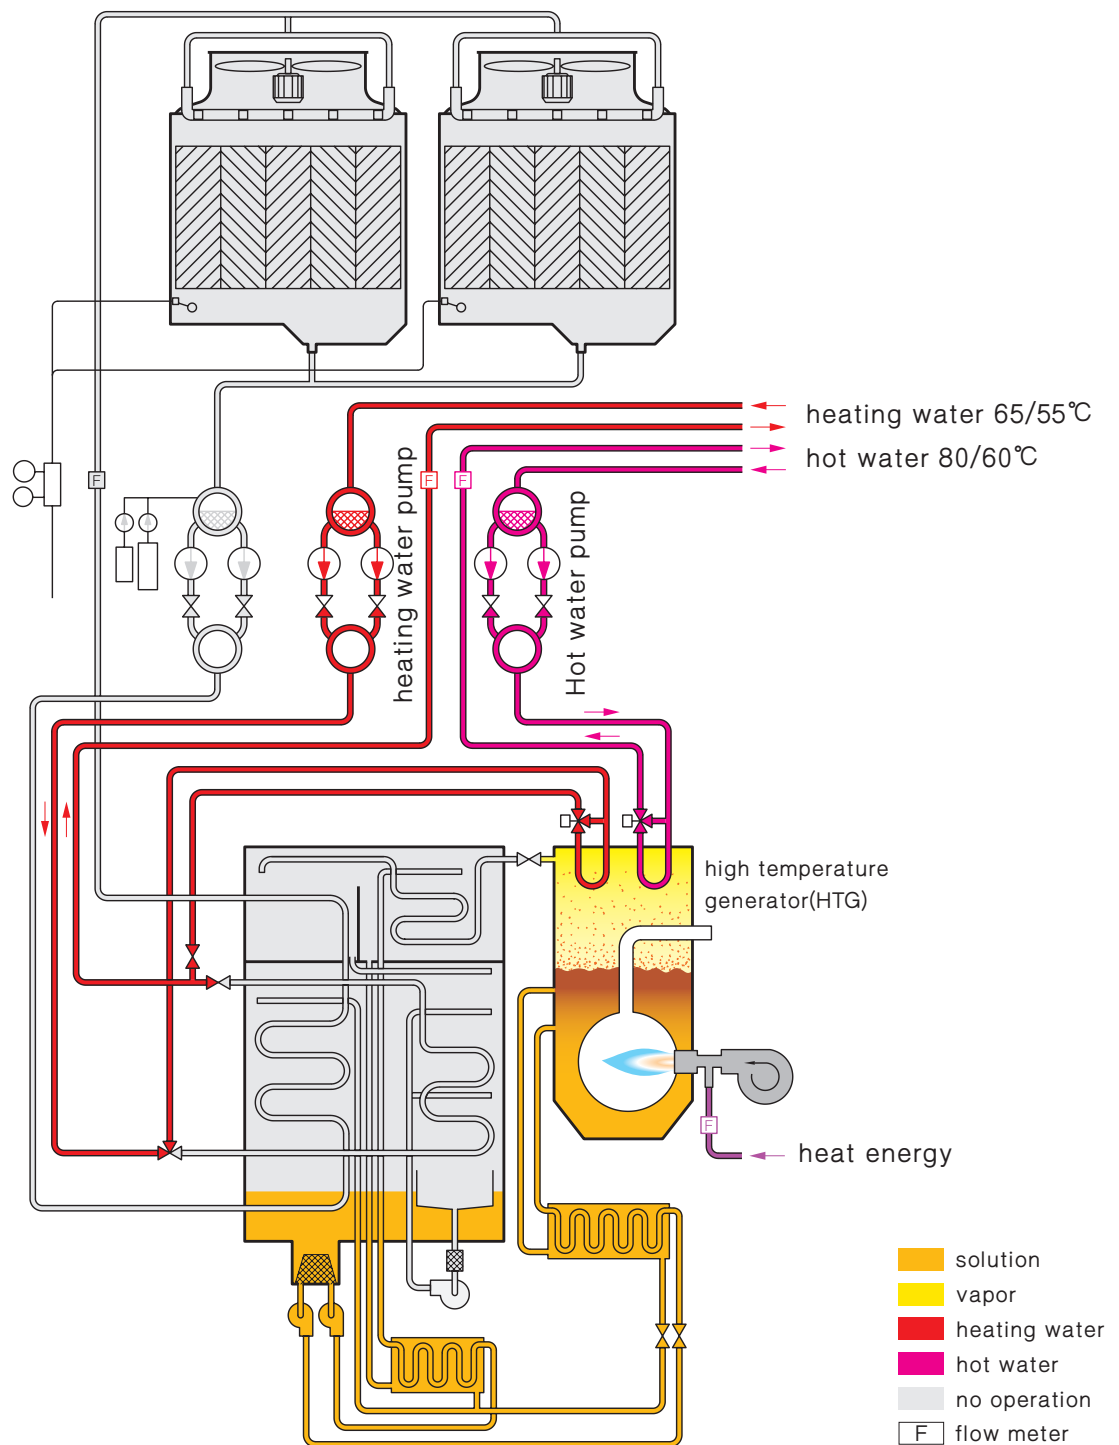 heating water 65/55℃
hot water 80/60℃
F
F
F
heating water pump
Hot water pump
high temperature
generator(HTG)
F
heat energy
solution
vapor
heating water
hot water
no operation
F flow meter